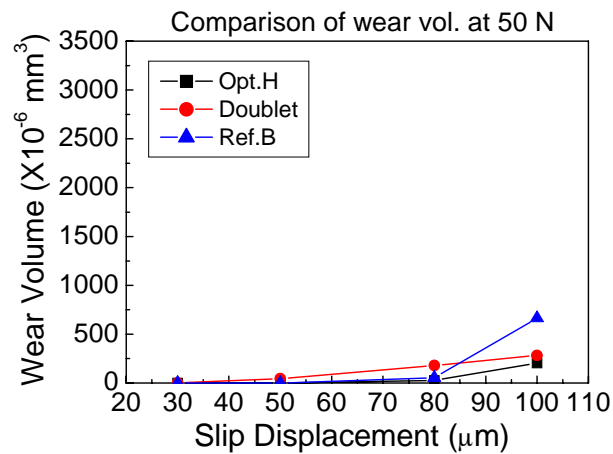 Comparison of wear vol. at 50 N
Wear Volume (X10⁻⁶ mm³)
3500
3000
2500
2000
1500
1000
500
0
Opt.H
Doublet
Ref.B
20 30 40 50 60 70 80 90 100 110
Slip Displacement (μm)